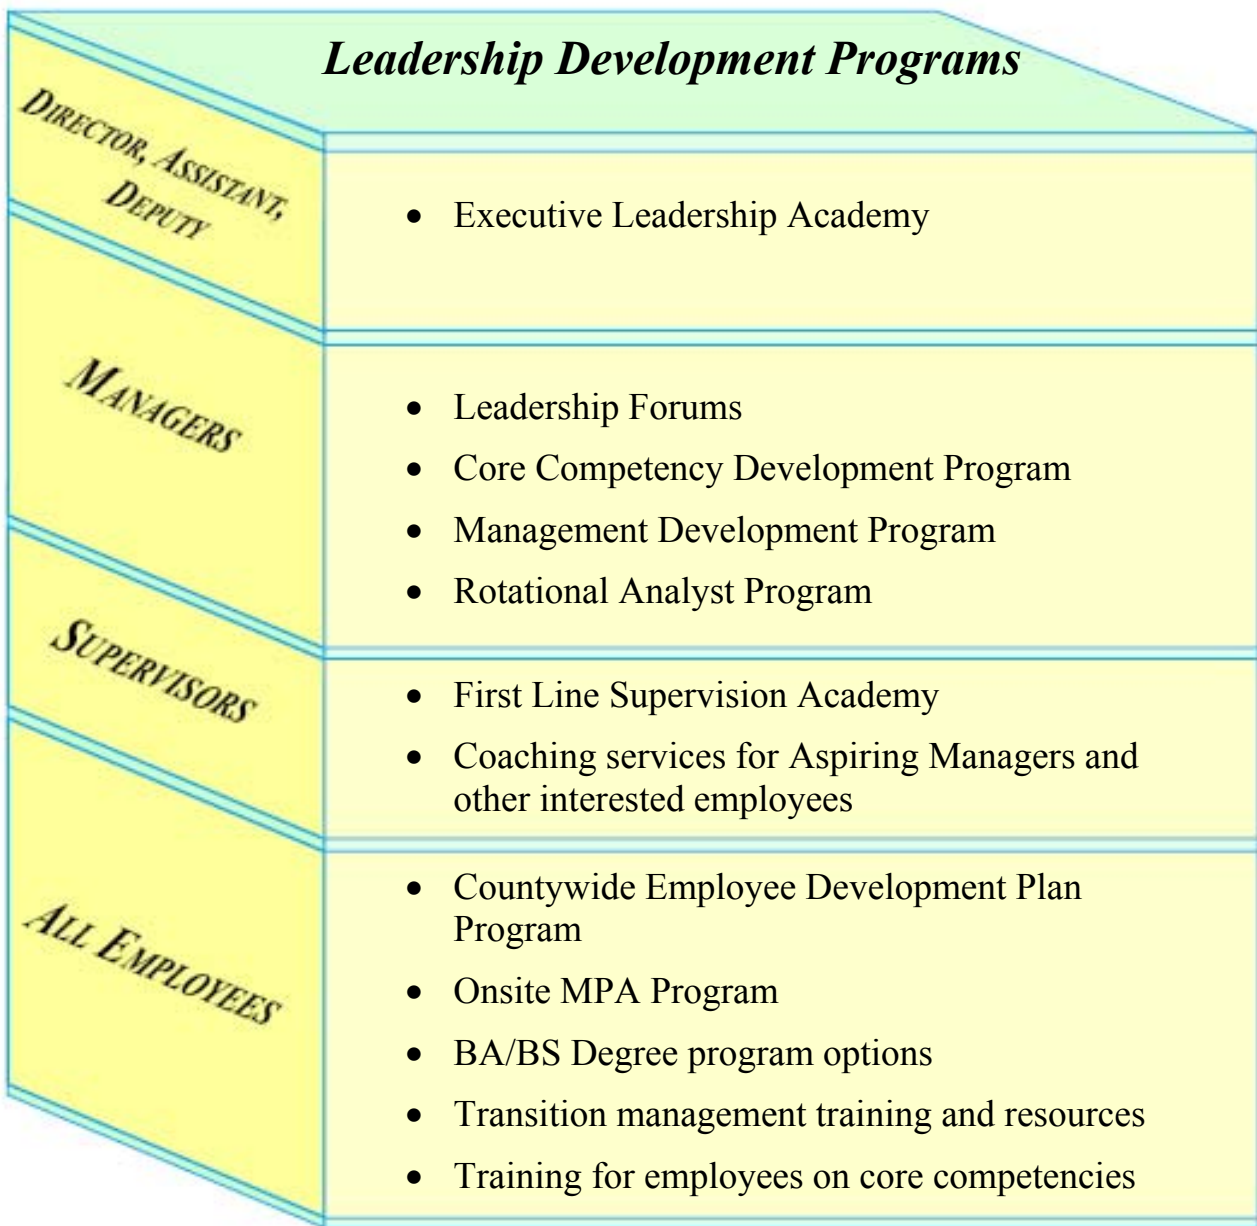 Leadership Development Programs
DIRECTOR, ASSISTANT,
DEPUTY
• Executive Leadership Academy
MANAGERS
• Leadership Forums
• Core Competency Development Program
• Management Development Program
• Rotational Analyst Program
SUPERVISORS
• First Line Supervision Academy
• Coaching services for Aspiring Managers and
other interested employees
ALL EMPLOYEES
• Countywide Employee Development Plan
Program
• Onsite MPA Program
• BA/BS Degree program options
• Transition management training and resources
• Training for employees on core competencies